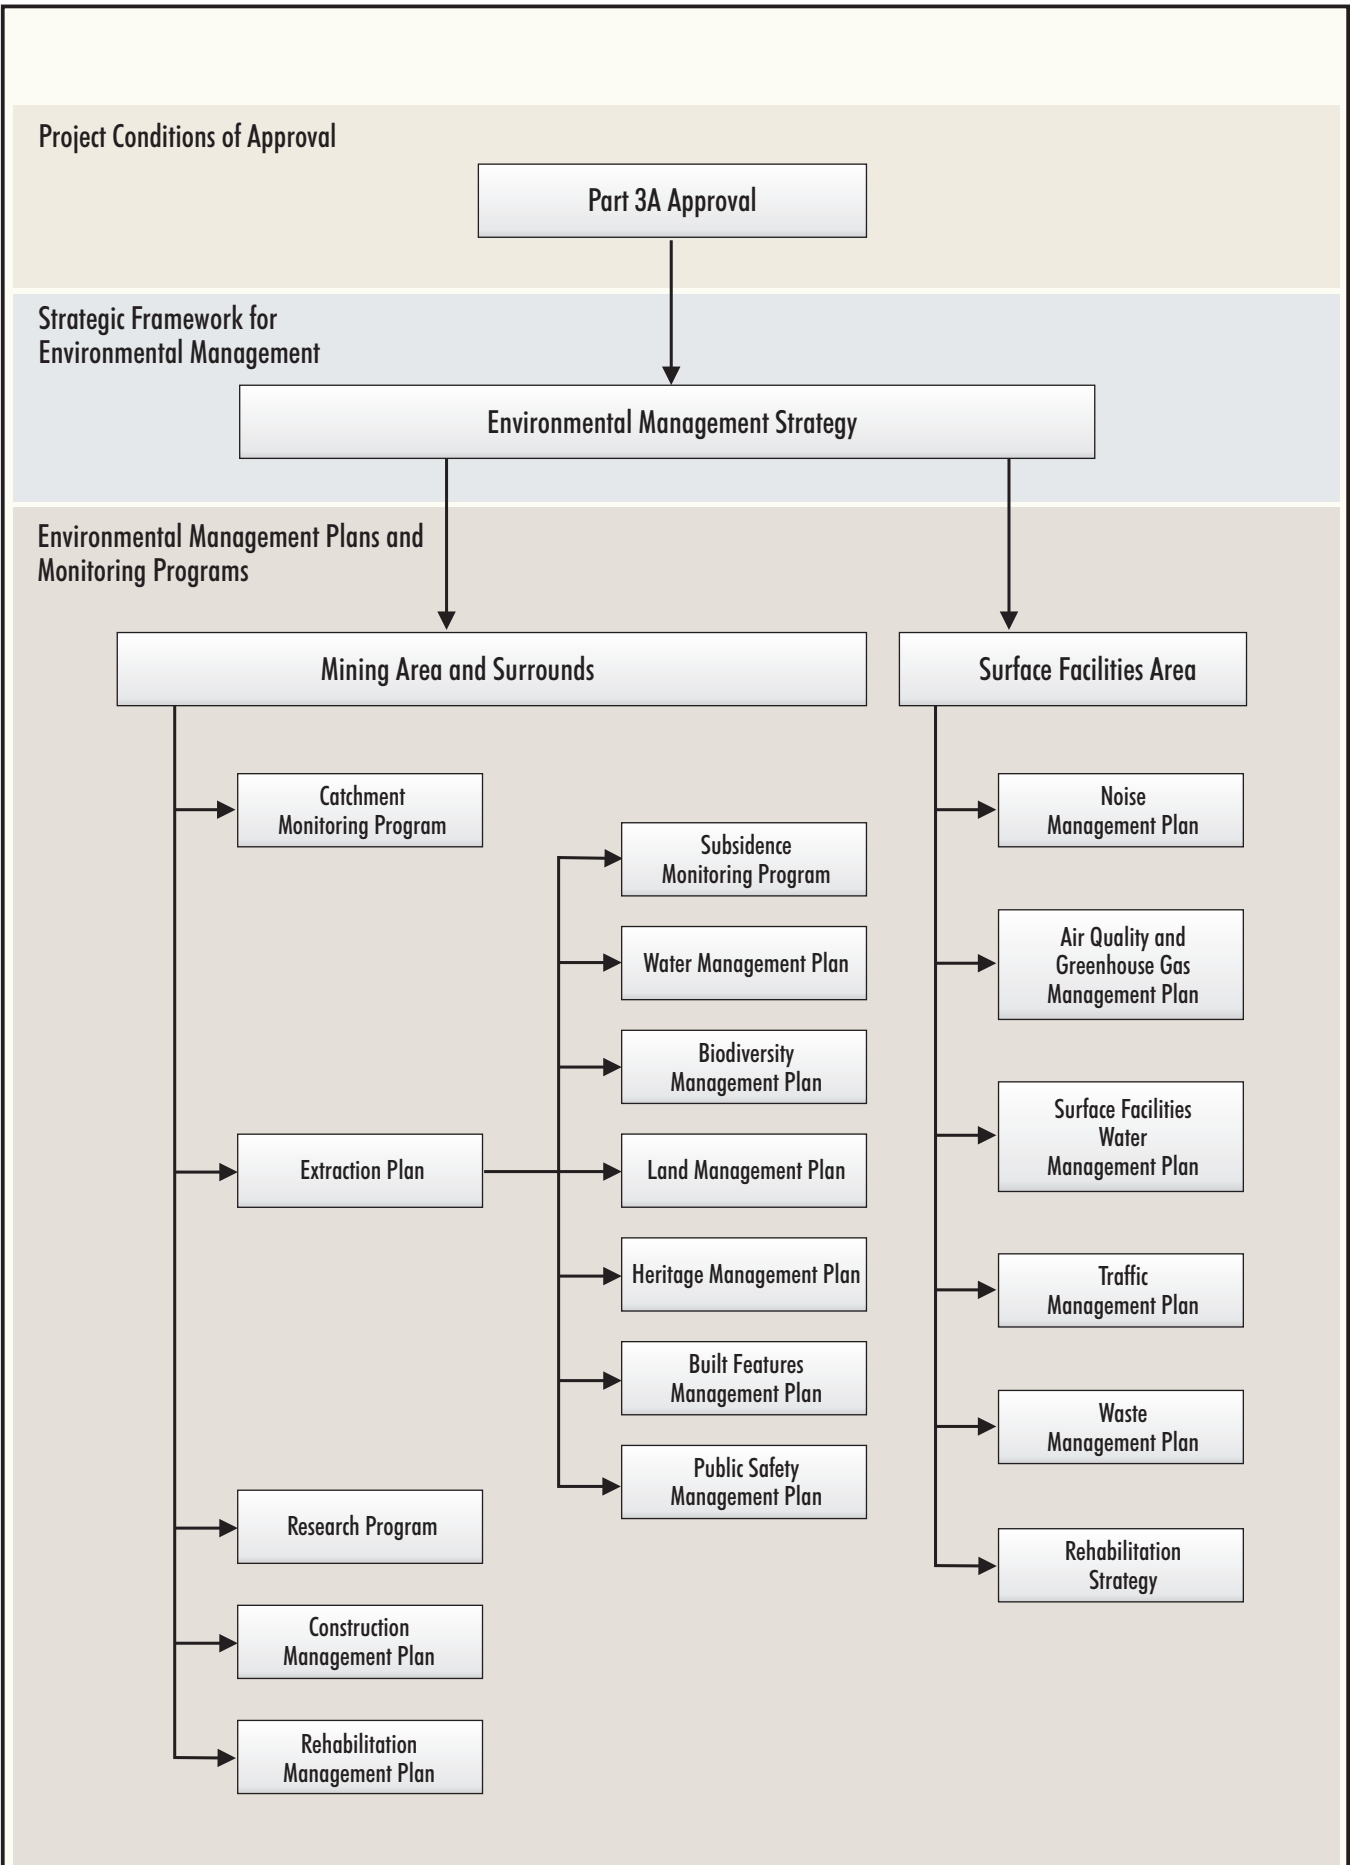 Project Conditions of Approval
Part 3A Approval
Strategic Framework for
Environmental Management
Environmental Management Strategy
Environmental Management Plans and
Monitoring Programs
Mining Area and Surrounds
Surface Facilities Area
Catchment
Monitoring Program
Extraction Plan
Research Program
Construction
Management Plan
Rehabilitation
Management Plan
Subsidence
Monitoring Program
Water Management Plan
Biodiversity
Management Plan
Land Management Plan
Heritage Management Plan
Built Features
Management Plan
Public Safety
Management Plan
Noise
Management Plan
Air Quality and
Greenhouse Gas
Management Plan
Surface Facilities
Water
Management Plan
Traffic
Management Plan
Waste
Management Plan
Rehabilitation
Strategy